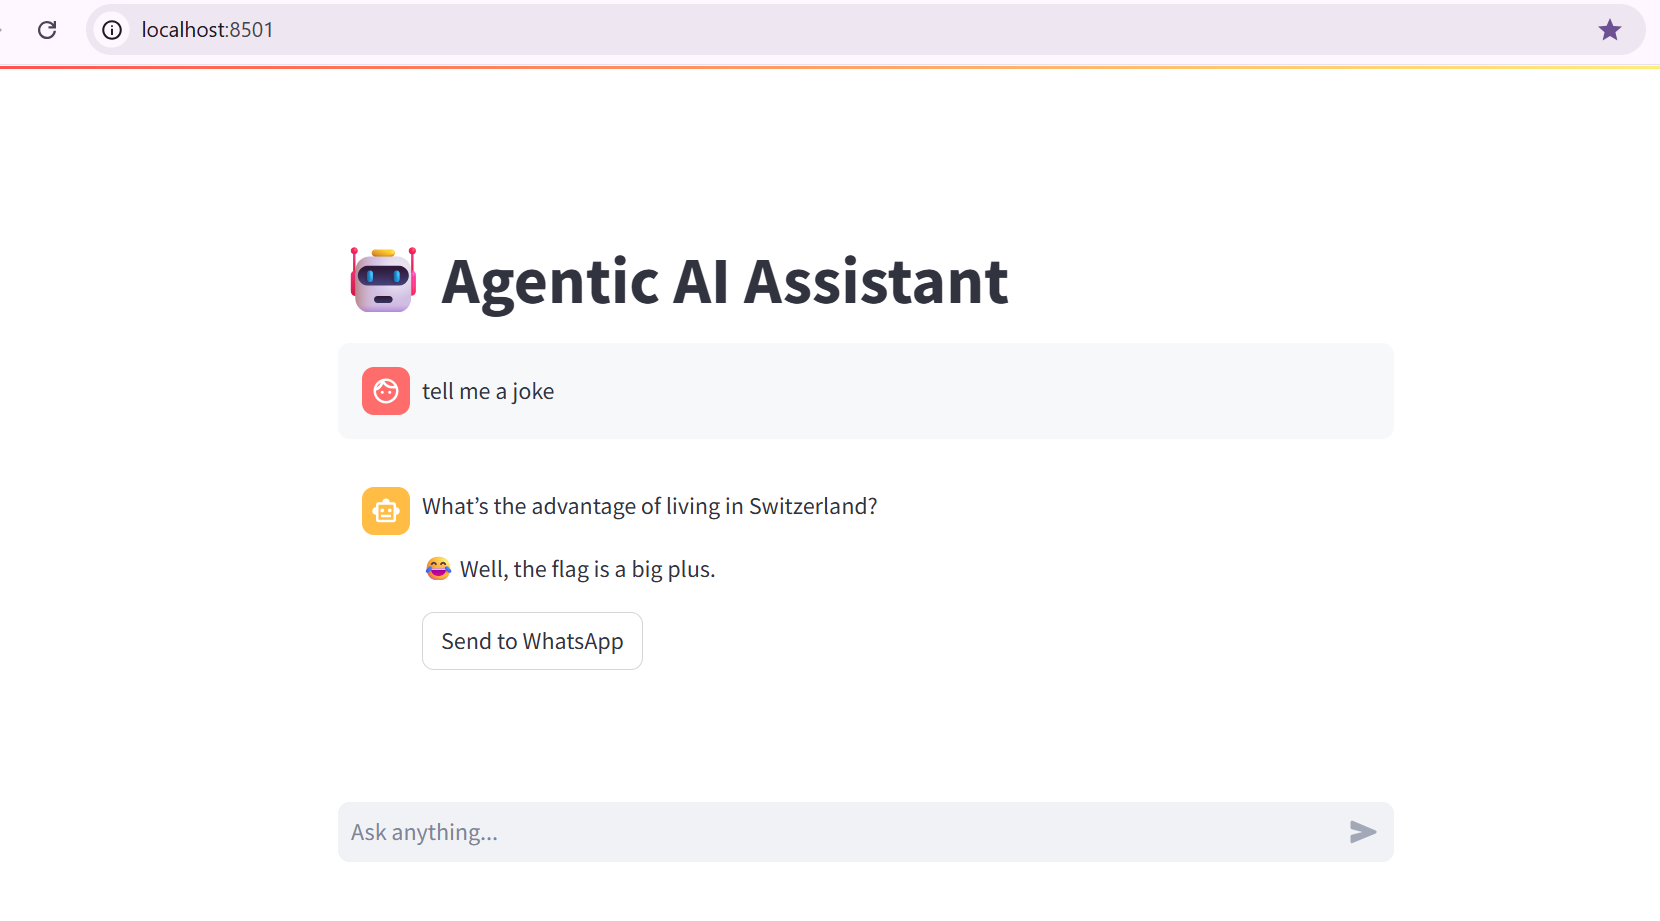 localhost:8501
Agentic AI Assistant
tell me a joke
What’s the advantage of living in Switzerland?
😂 Well, the flag is a big plus.
Send to WhatsApp
Ask anything...